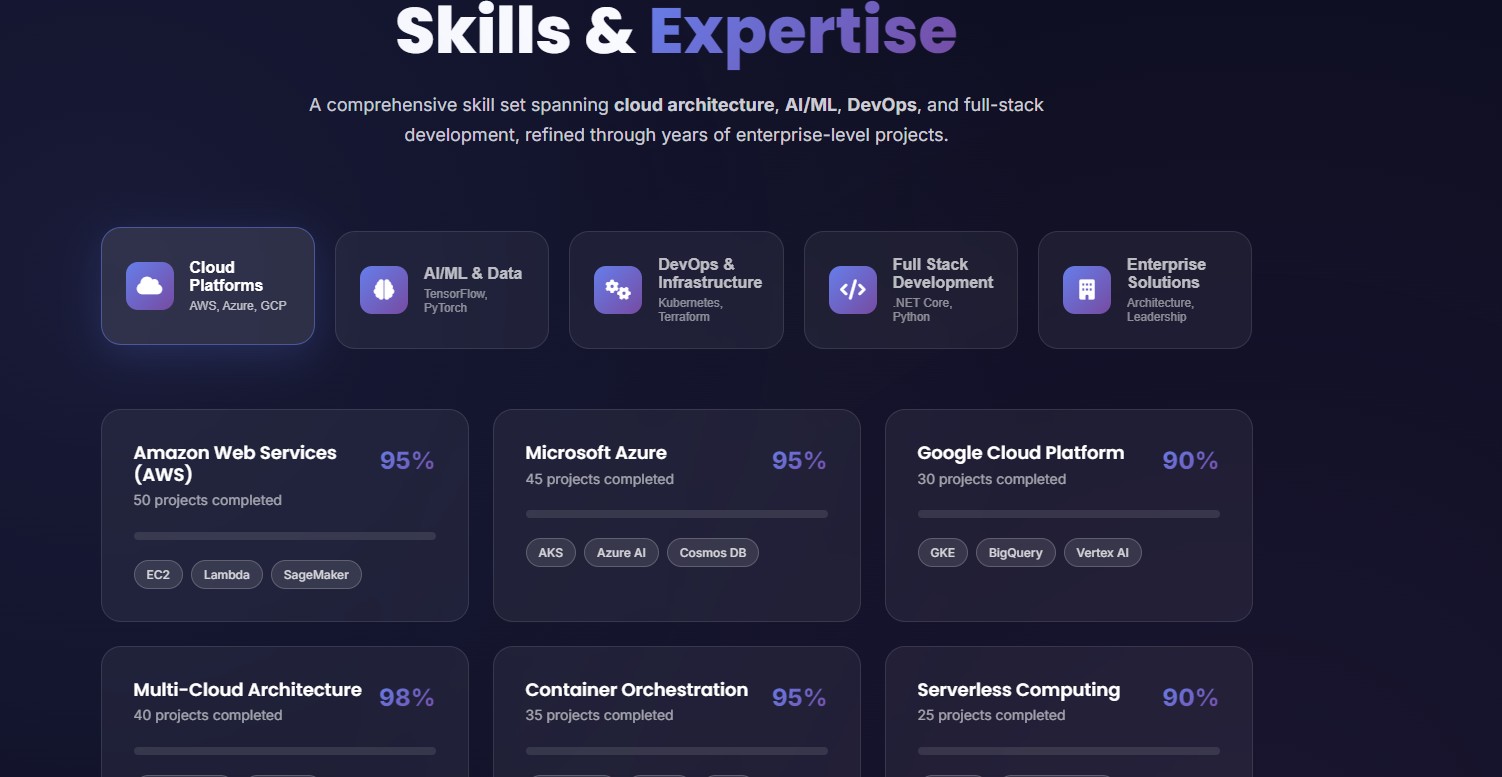 Skills & Expertise
A comprehensive skill set spanning cloud architecture, AI/ML, DevOps, and full-stack
development, refined through years of enterprise-level projects.
Cloud
Platforms
AWS, Azure, GCP
AI/ML & Data
TensorFlow,
PyTorch
DevOps &
Infrastructure
Kubernetes,
Terraform
Full Stack
Development
.NET Core,
Python
Enterprise
Solutions
Architecture,
Leadership
Amazon Web Services
(AWS)
95%
50 projects completed
EC2
Lambda
SageMaker
Microsoft Azure
95%
45 projects completed
AKS
Azure AI
Cosmos DB
Google Cloud Platform
90%
30 projects completed
GKE
BigQuery
Vertex AI
Multi-Cloud Architecture
98%
40 projects completed
Container Orchestration
95%
35 projects completed
Serverless Computing
90%
25 projects completed